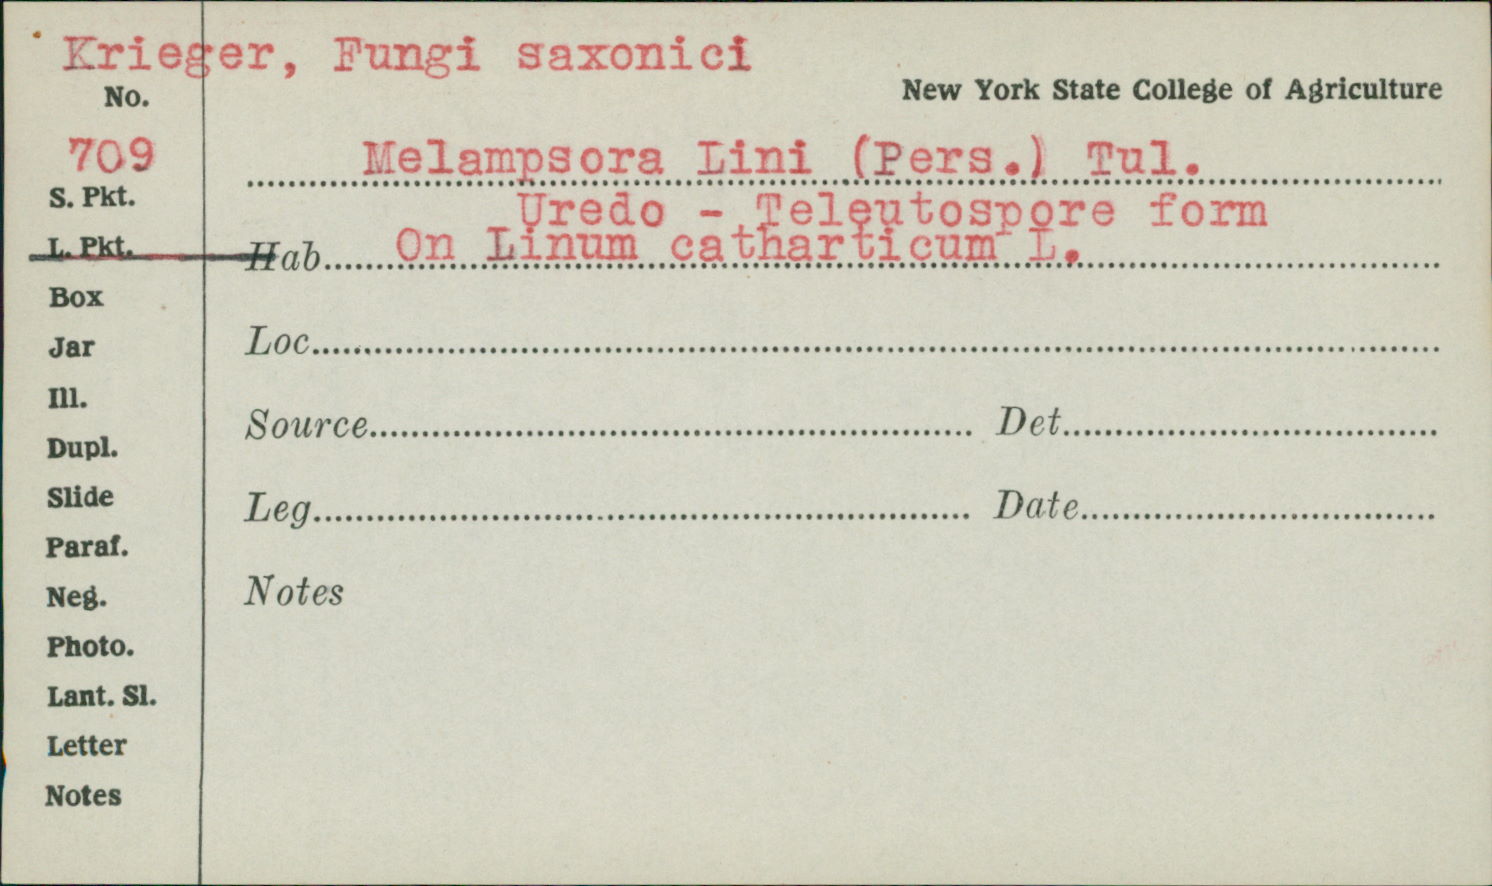 Krieger, Fungi saxonici
No.
New York State College of Agriculture
709
Melampsora Lini (Pers.) Tul.
S. Pkt.
Uredo - Teleutospore form
L. Pkt.
Hab. On Linum catharticum L.
Box
Jar
Loc.
Ill.
Source Det.
Dupl.
Slide
Leg. Date
Paraf.
Neg.
Notes
Photo.
Lant. Sl.
Letter
Notes